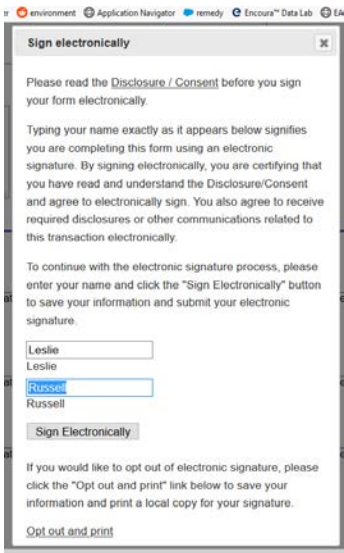 environment Application Navigator remedy Encoura™ Data Lab
Sign electronically
Please read the Disclosure / Consent before you sign
your form electronically.
Typing your name exactly as it appears below signifies
you are completing this form using an electronic
signature. By signing electronically, you are certifying that
you have read and understand the Disclosure/Consent
and agree to electronically sign. You also agree to receive
required disclosures or other communications related to
this transaction electronically.
To continue with the electronic signature process, please
enter your name and click the "Sign Electronically" button
to save your information and submit your electronic
signature.
Leslie
Leslie
Russell
Russell
Sign Electronically
If you would like to opt out of electronic signature, please
click the "Opt out and print" link below to save your
information and print a local copy for your signature.
Opt out and print